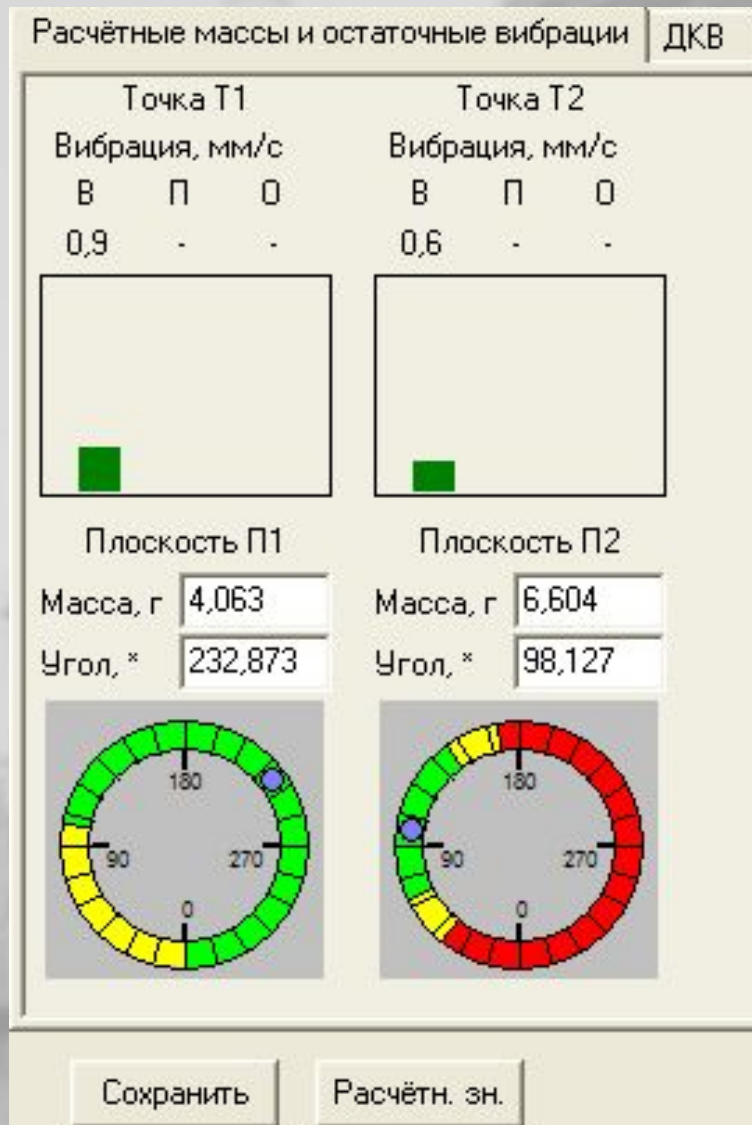 Расчётные массы и остаточные вибрации ДКВ
Точка Т1 Точка Т2
Вибрация, мм/с Вибрация, мм/с
В П О В П О
0,9 - - 0,6 - -
Плоскость П1 Плоскость П2
Масса, г 4,063 Масса, г 6,604
Угол, ° 232,873 Угол, ° 98,127
180 180
90 270 90 270
0 0
Сохранить Расчётн. зн.